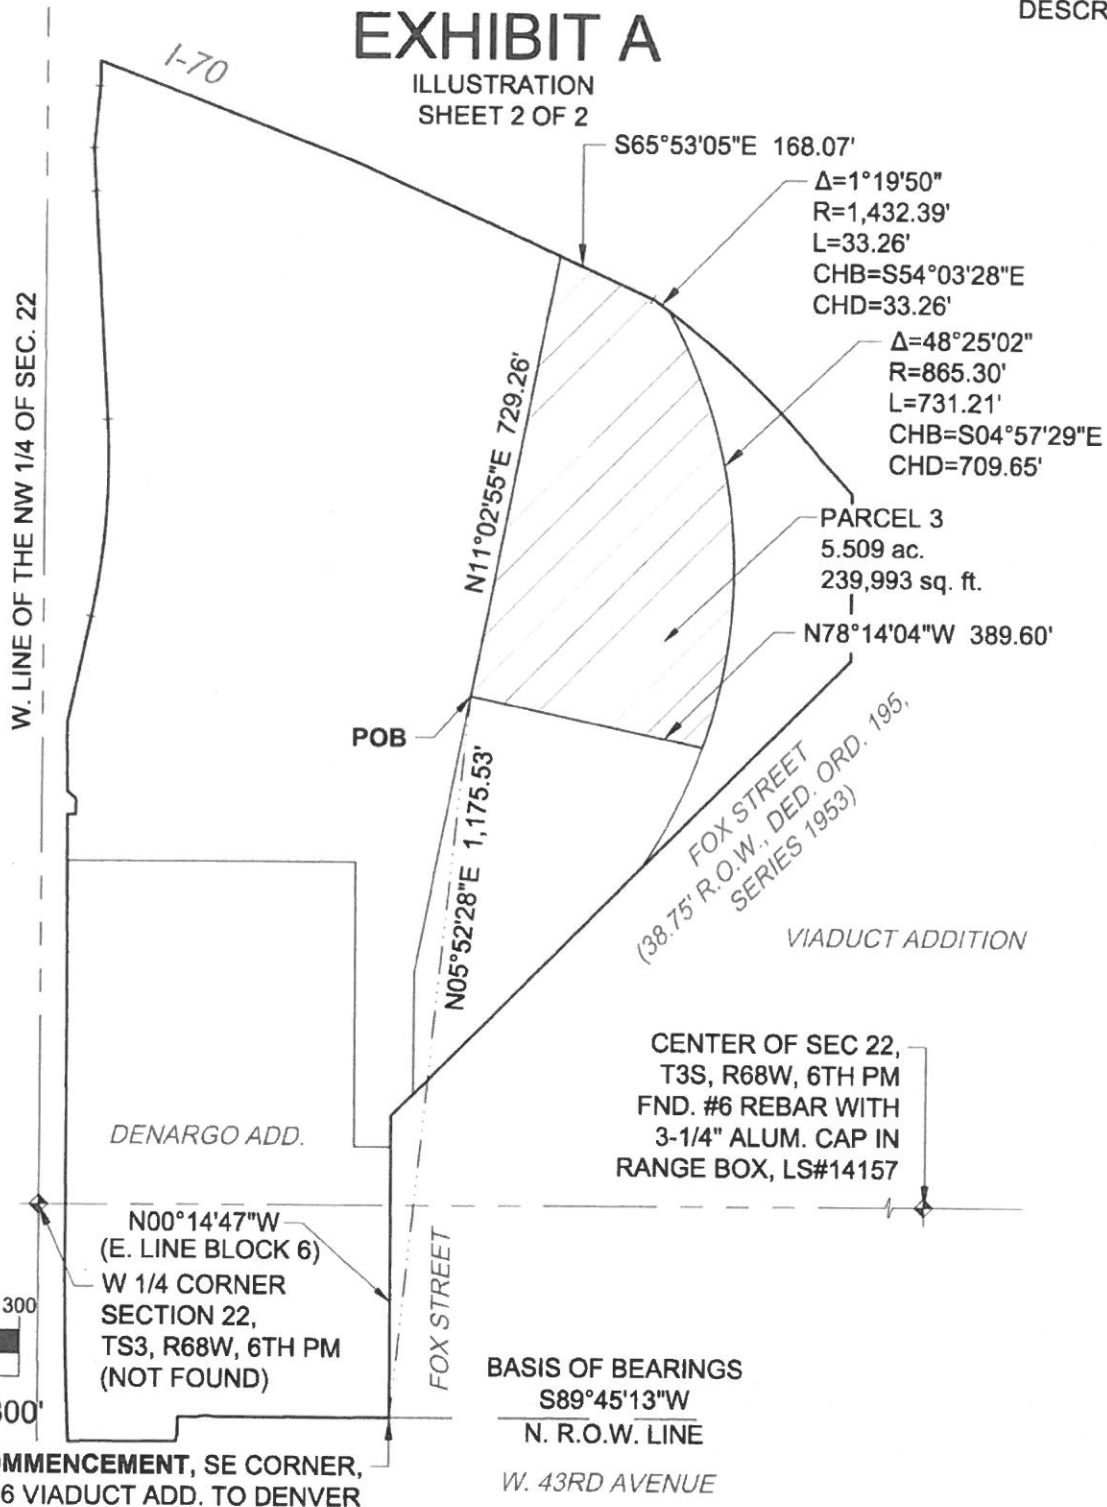 EXHIBIT A
ILLUSTRATION
SHEET 2 OF 2
DESCR
I-70
S65°53'05"E 168.07'
Δ=1°19'50"
R=1,432.39'
L=33.26'
CHB=S54°03'28"E
CHD=33.26'
Δ=48°25'02"
R=865.30'
L=731.21'
CHB=S04°57'29"E
CHD=709.65'
W. LINE OF THE NW 1/4 OF SEC. 22
N11°02'55"E 729.26'
PARCEL 3
5.509 ac.
239,993 sq. ft.
N78°14'04"W 389.60'
POB
N05°52'28"E 1,175.53'
FOX STREET
(38.75' R.O.W., DED. ORD. 195,
SERIES 1953)
VIADUCT ADDITION
CENTER OF SEC 22,
T3S, R68W, 6TH PM
FND. #6 REBAR WITH
3-1/4" ALUM. CAP IN
RANGE BOX, LS#14157
DENARGO ADD.
N00°14'47"W
(E. LINE BLOCK 6)
W 1/4 CORNER
SECTION 22,
TS3, R68W, 6TH PM
(NOT FOUND)
300
300'
FOX STREET
BASIS OF BEARINGS
S89°45'13"W
N. R.O.W. LINE
W. 43RD AVENUE
OMMENCEMENT, SE CORNER,
6 VIADUCT ADD. TO DENVER